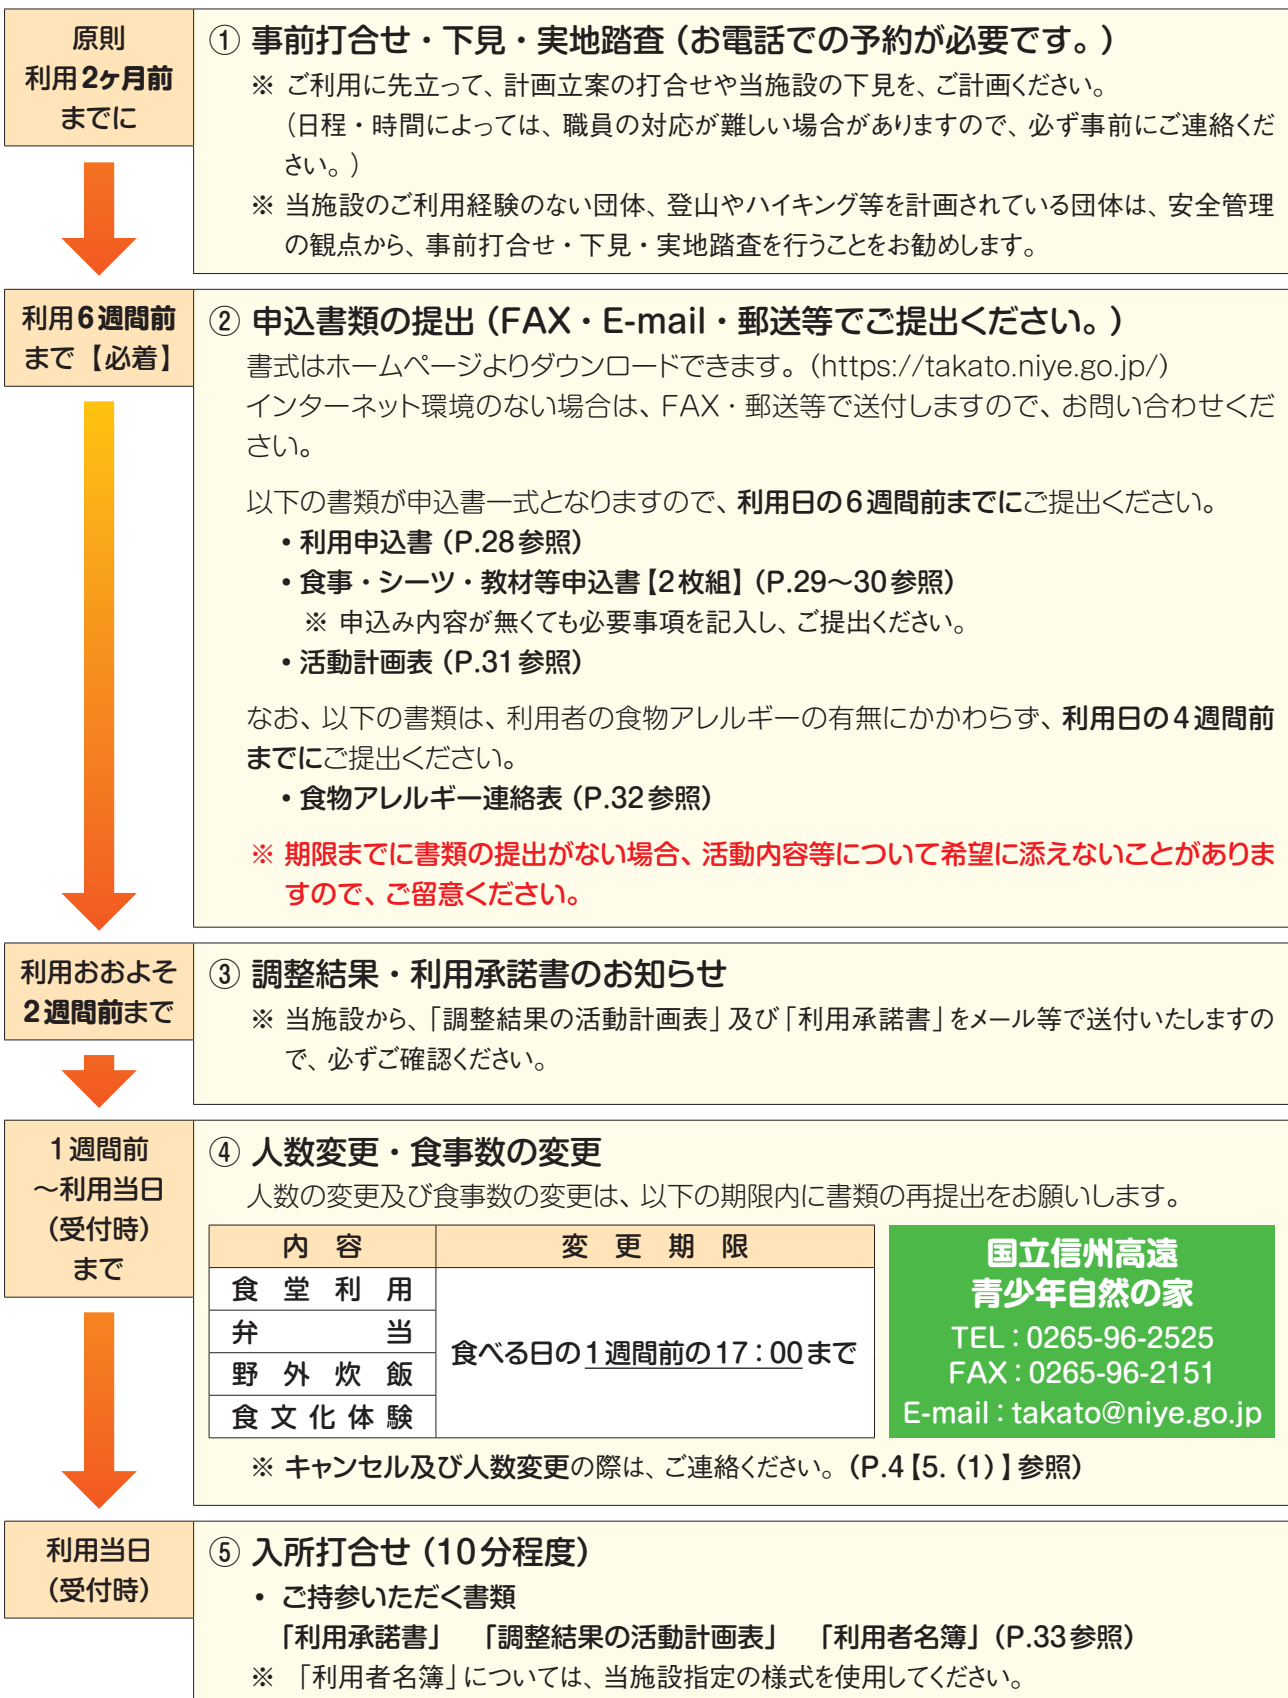 原則
利用2ヶ月前
までに
① 事前打合せ・下見・実地踏査（お電話での予約が必要です。）
※ ご利用に先立って、計画立案の打合せや当施設の下見を、ご計画ください。
（日程・時間によっては、職員の対応が難しい場合がありますので、必ず事前にご連絡くだ
さい。）
※ 当施設のご利用経験のない団体、登山やハイキング等を計画されている団体は、安全管理
の観点から、事前打合せ・下見・実地踏査を行うことをお勧めします。
利用6週間前
まで【必着】
② 申込書類の提出（FAX・E-mail・郵送等でご提出ください。）
書式はホームページよりダウンロードできます。（https://takato.niye.go.jp/）
インターネット環境のない場合は、FAX・郵送等で送付しますので、お問い合わせくだ
さい。
以下の書類が申込書一式となりますので、利用日の6週間前までにご提出ください。
・利用申込書（P.28参照）
・食事・シーツ・教材等申込書【2枚組】（P.29～30参照）
※ 申込み内容が無くても必要事項を記入し、ご提出ください。
・活動計画表（P.31参照）
なお、以下の書類は、利用者の食物アレルギーの有無にかかわらず、利用日の4週間前
までにご提出ください。
・食物アレルギー連絡表（P.32参照）
※ 期限までに書類の提出がない場合、活動内容等について希望に添えないことがありま
すので、ご留意ください。
利用おおよそ
2週間前まで
③ 調整結果・利用承諾書のお知らせ
※ 当施設から、「調整結果の活動計画表」及び「利用承諾書」をメール等で送付いたしますの
で、必ずご確認ください。
1週間前
～利用当日
（受付時）
まで
④ 人数変更・食事数の変更
人数の変更及び食事数の変更は、以下の期限内に書類の再提出をお願いします。
内 容 変 更 期 限
食 堂 利 用
弁 当
野 外 炊 飯
食 文 化 体 験
食べる日の1週間前の17：00まで
国立信州高遠
青少年自然の家
TEL：0265-96-2525
FAX：0265-96-2151
E-mail：takato@niye.go.jp
※ キャンセル及び人数変更の際は、ご連絡ください。（P.4【5.（1）】参照）
利用当日
（受付時）
⑤ 入所打合せ（10分程度）
・ ご持参いただく書類
「利用承諾書」 「調整結果の活動計画表」 「利用者名簿」（P.33参照）
※ 「利用者名簿」については、当施設指定の様式を使用してください。